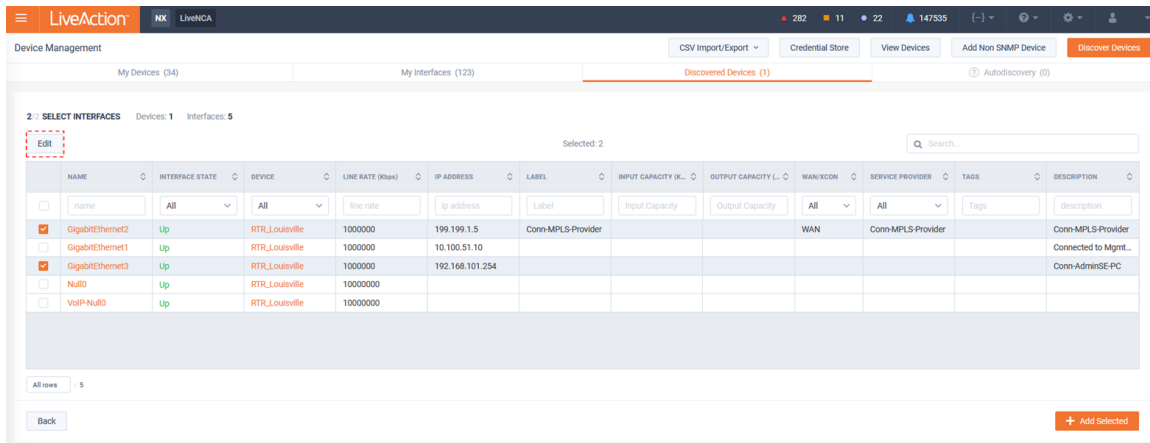 LiveAction NX LiveNCA 282 11 22 147535 {-}
Device Management CSV Import/Export Credential Store View Devices Add Non SNMP Device Discover Devices
My Devices (34) My Interfaces (123) Discovered Devices (1) ? Autodiscovery (0)
2/2 SELECT INTERFACES Devices: 1 Interfaces: 5
Edit Selected: 2 Search...
NAME INTERFACE STATE DEVICE LINE RATE (Kbps) IP ADDRESS LABEL INPUT CAPACITY (K... OUTPUT CAPACITY (... WAN/XCON SERVICE PROVIDER TAGS DESCRIPTION
name All All line rate ip address Label Input Capacity Output Capacity All All Tags description
GigabitEthernet2 Up RTR_Louisville 1000000 199.199.1.5 Conn-MPLS-Provider WAN Conn-MPLS-Provider Conn-MPLS-Provider
GigabitEthernet1 Up RTR_Louisville 1000000 10.100.51.10 Connected to Mgmt...
GigabitEthernet3 Up RTR_Louisville 1000000 192.168.101.254 Conn-AdminSE-PC
Null0 Up RTR_Louisville 10000000
VoIP-Null0 Up RTR_Louisville 10000000
All rows / 5
Back + Add Selected